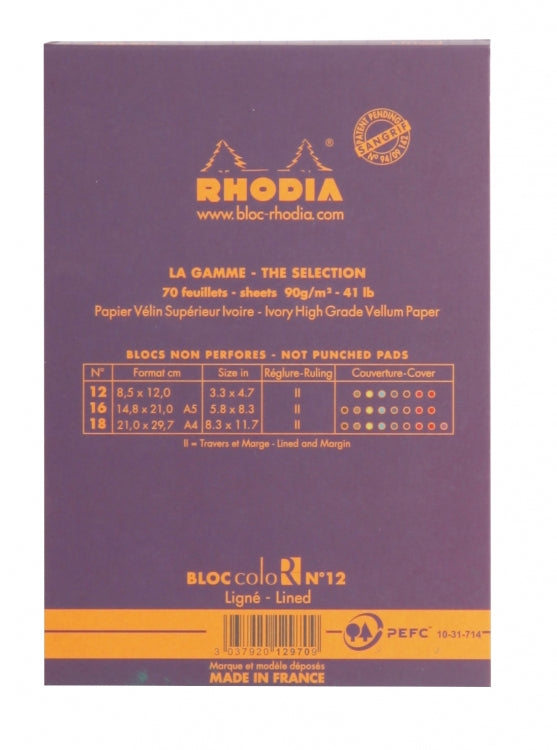 PATENT PENDING
SANGRIE
N° 94/09 142
RHODIA®
www.bloc-rhodia.com
LA GAMME - THE SELECTION
70 feuillets - sheets 90g/m² - 41 lb
Papier Vélin Supérieur Ivoire - Ivory High Grade Vellum Paper
BLOCS NON PERFORES - NOT PUNCHED PADS
N° Format cm Size in Réglure-Ruling Couverture-Cover
12 8,5 x 12,0 3.3 x 4.7 II
16 14,8 x 21,0 A5 5.8 x 8.3 II
18 21,0 x 29,7 A4 8.3 x 11.7 II
II = Travers et Marge - Lined and Margin
BLOC coloR N°12
Ligné - Lined
3 037920 129709
PEFC™ 10-31-714
Marque et modèle déposés
MADE IN FRANCE